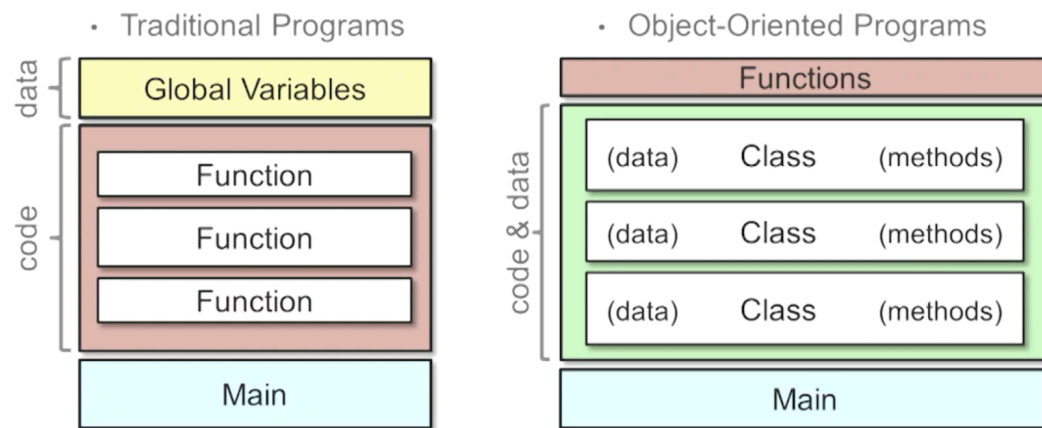 · Traditional Programs
data
Global Variables
code
Function
Function
Function
Main
· Object-Oriented Programs
Functions
code & data
(data) Class (methods)
(data) Class (methods)
(data) Class (methods)
Main